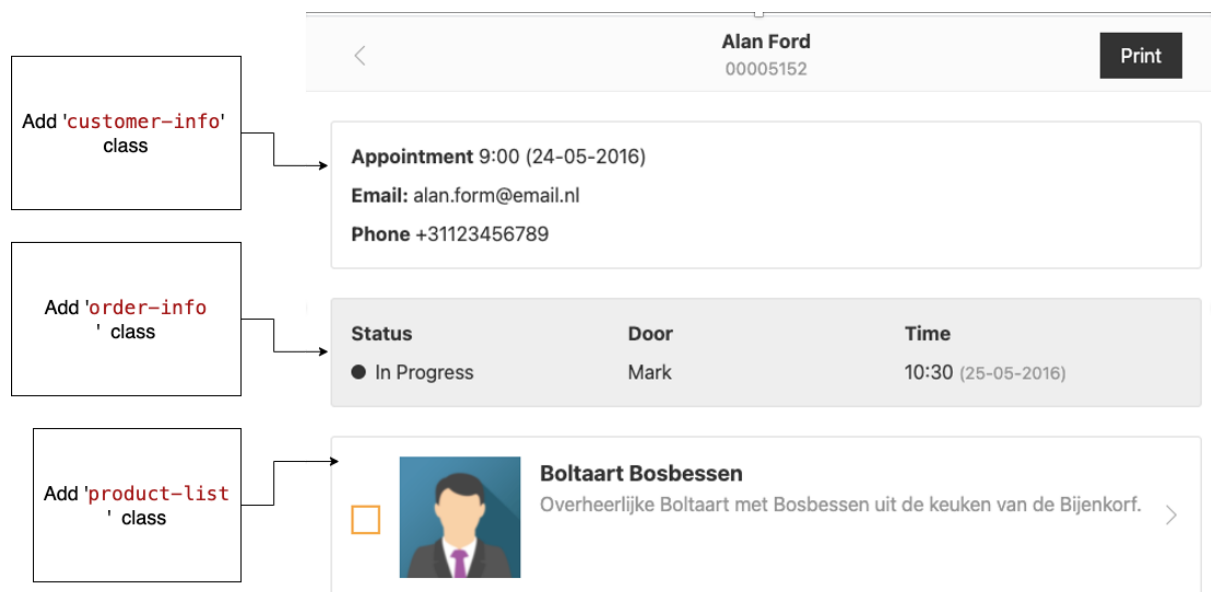 Alan Ford
00005152
Print
Add 'customer-info'
class
Appointment 9:00 (24-05-2016)
Email: alan.form@email.nl
Phone +31123456789
Add 'order-info
' class
Status Door Time
In Progress Mark 10:30 (25-05-2016)
Add 'product-list
' class
Boltaart Bosbessen
Overheerlijke Boltaart met Bosbessen uit de keuken van de Bijenkorf.